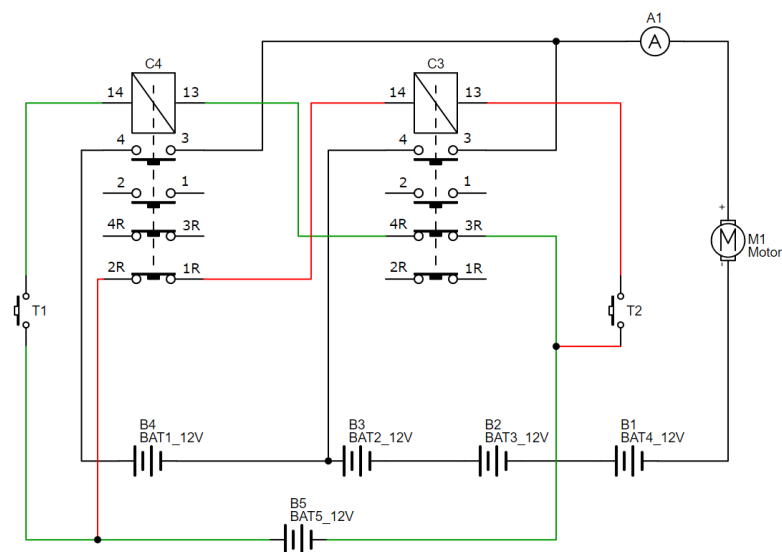 A1
A
C4
C3
14
13
14
13
4
3
4
3
2
1
2
1
4R
3R
4R
3R
2R
1R
2R
1R
+
M
M1
Motor
-
T1
T2
B4
BAT1_12V
B3
BAT2_12V
B2
BAT3_12V
B1
BAT4_12V
B5
BAT5_12V